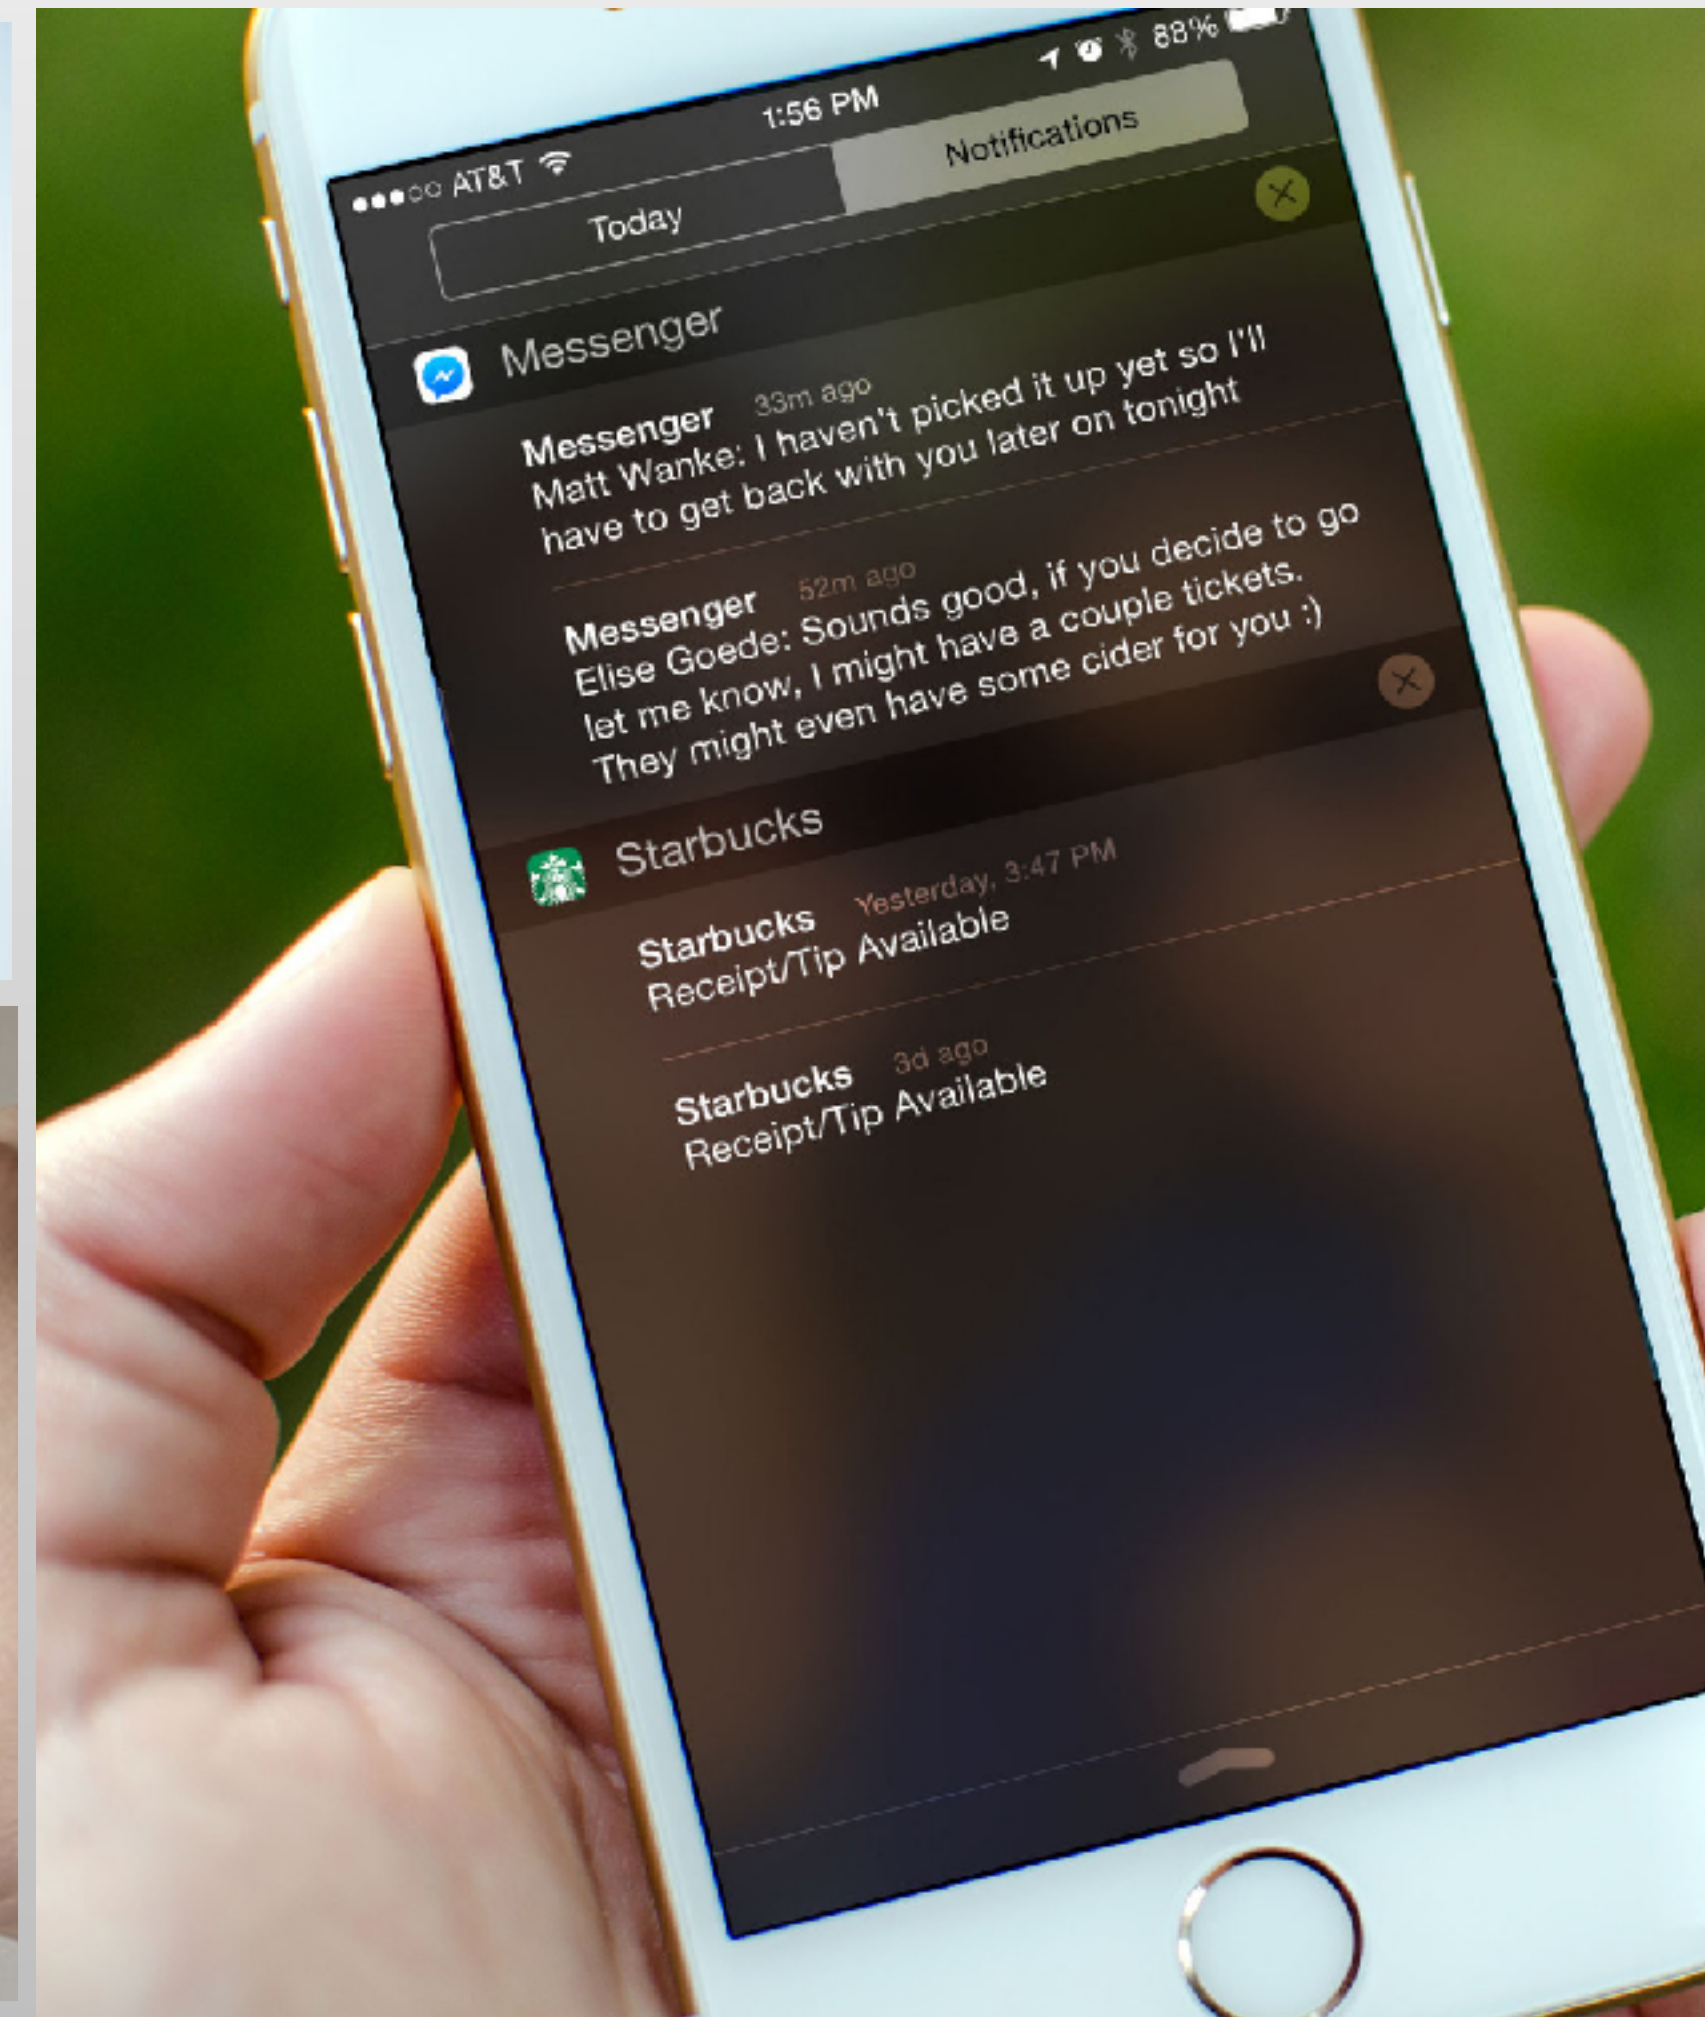 AT&T 1:56 PM 88%
Today Notifications
Messenger
Messenger 33m ago
Matt Wanke: I haven't picked it up yet so I'll
have to get back with you later on tonight
Messenger 52m ago
Elise Goede: Sounds good, if you decide to go
let me know, I might have a couple tickets.
They might even have some cider for you :)
Starbucks
Starbucks Yesterday, 3:47 PM
Receipt/Tip Available
Starbucks 3d ago
Receipt/Tip Available